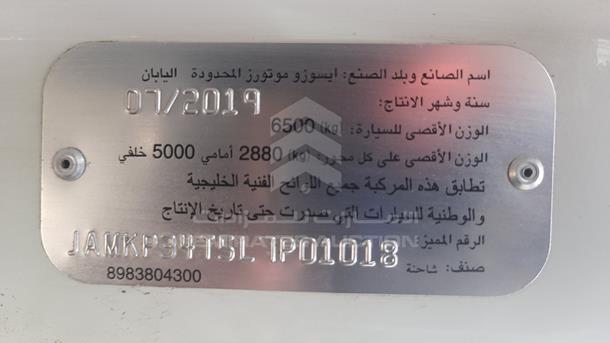 اسم الصانع وبلد الصنع: ايسوزو موتورز المحدودة اليابان
سنة وشهر الانتاج: 07/2019
الوزن الأقصى للسيارة: 6500 (kg)
الوزن الأقصى على كل محور: 2880 (kg) أمامي 5000 خلفي
تطابق هذه المركبة جميع اللوائح الفنية الخليجية
والوطنية للسيارات التي صدرت حتى تاريخ الإنتاج
الرقم المميز: JAMKP34T5L7P01018
صنف: شاحنة
8983804300